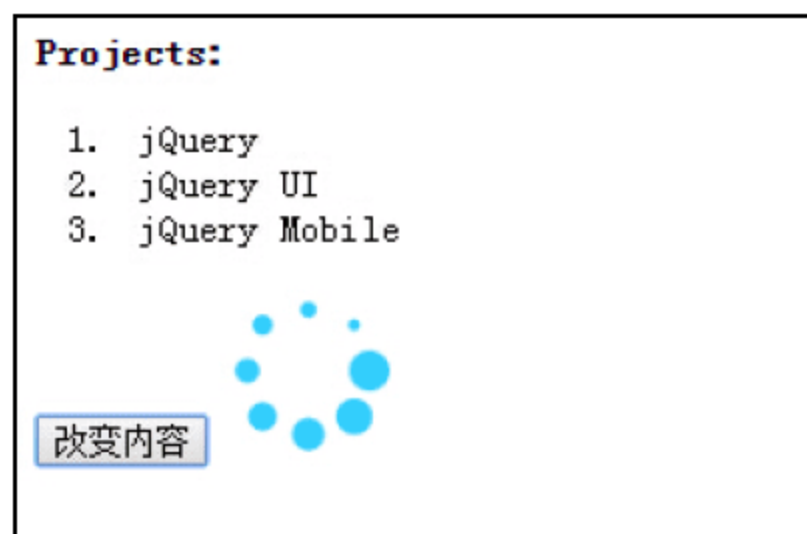 Projects:
1. jQuery
2. jQuery UI
3. jQuery Mobile
改变内容